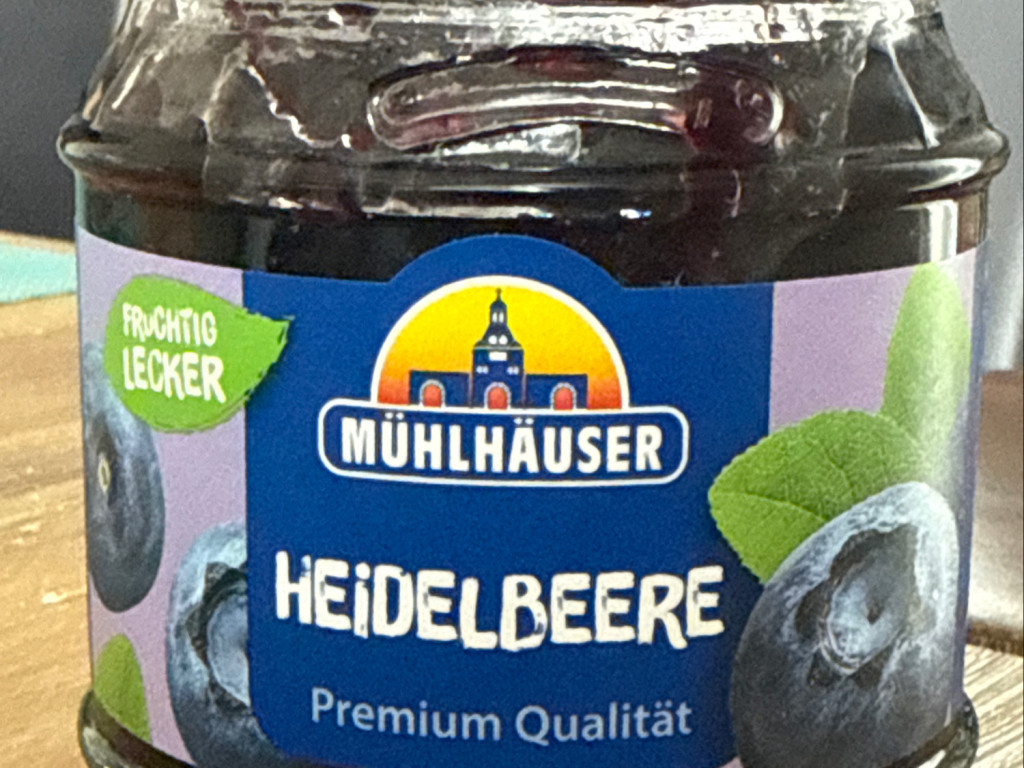 FRUCHTIG
LECKER
MÜHLHÄUSER
HEiDELBEERE
Premium Qualität